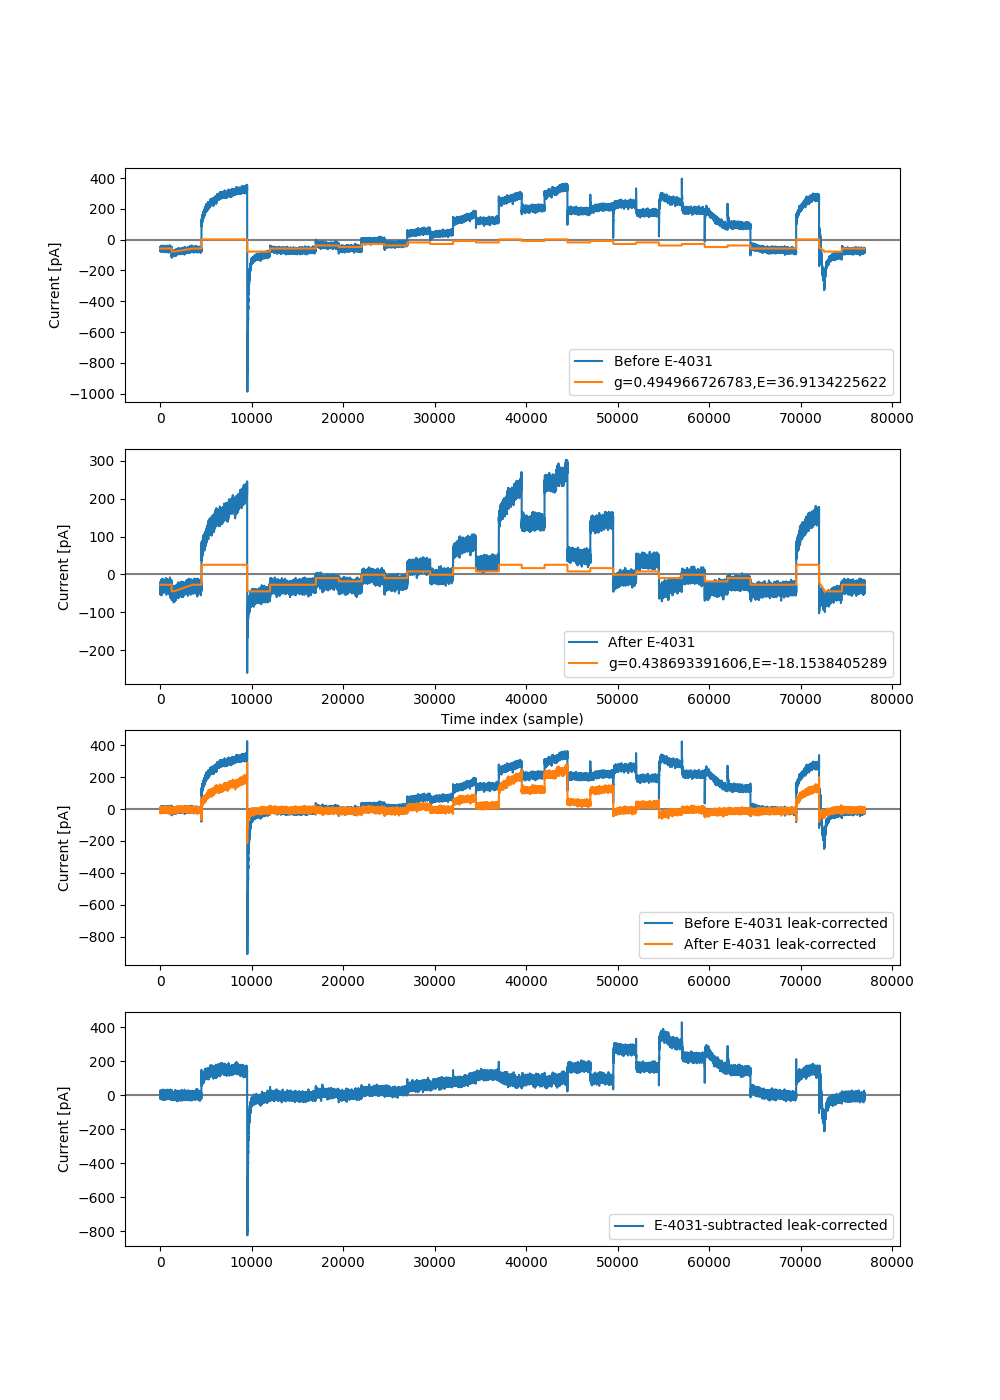 400
200
0
−200
−400
−600
−800
−1000
Current [pA]
Before E-4031
g=0.494966726783,E=36.9134225622
0 10000 20000 30000 40000 50000 60000 70000 80000
300
200
100
0
−100
−200
Current [pA]
After E-4031
g=0.438693391606,E=-18.1538405289
0 10000 20000 30000 40000 50000 60000 70000 80000
Time index (sample)
400
200
0
−200
−400
−600
−800
Current [pA]
Before E-4031 leak-corrected
After E-4031 leak-corrected
0 10000 20000 30000 40000 50000 60000 70000 80000
400
200
0
−200
−400
−600
−800
Current [pA]
E-4031-subtracted leak-corrected
0 10000 20000 30000 40000 50000 60000 70000 80000